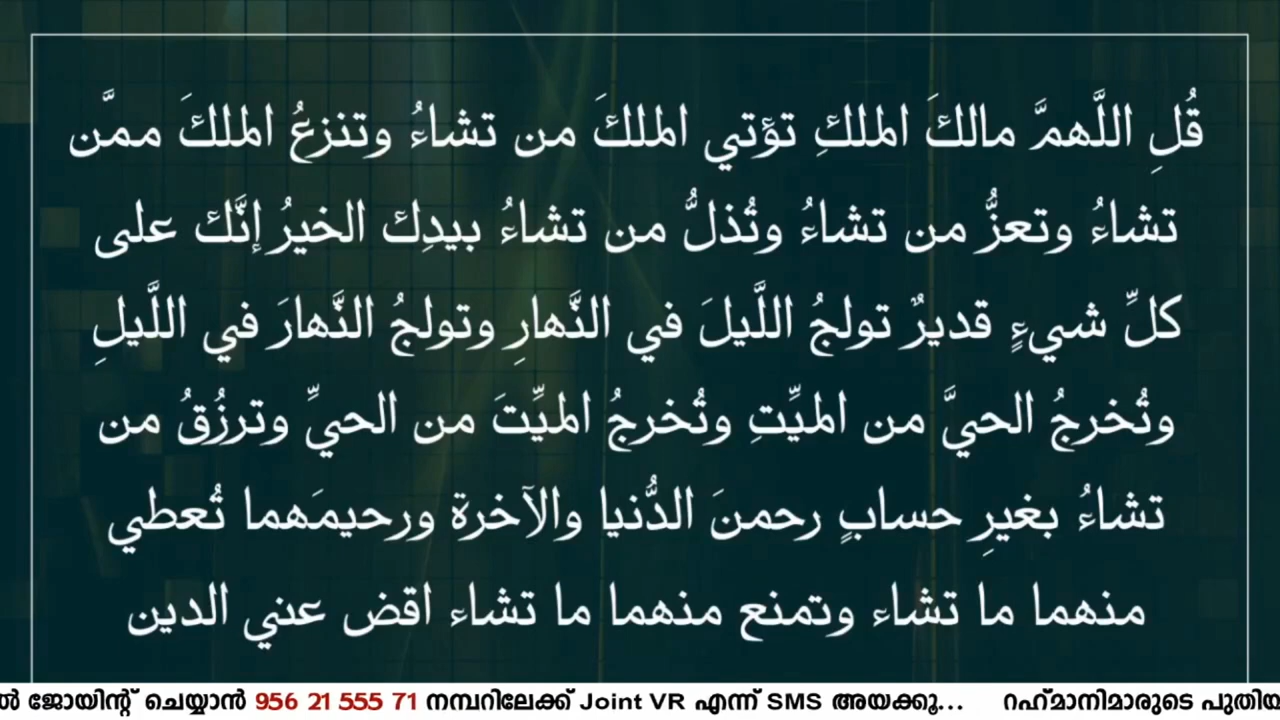 قُلِ اللَّهمَّ مالكَ الملكِ تؤتي الملكَ من تشاءُ وتنزعُ الملكَ ممَّن
تشاءُ وتعزُّ من تشاءُ وتُذلُّ من تشاءُ بيدِك الخيرُ إنَّك على
كلِّ شيءٍ قديرٌ تولجُ اللَّيلَ في النَّهارِ وتولجُ النَّهارَ في اللَّيلِ
وتُخرجُ الحيَّ من الميِّتِ وتُخرجُ الميِّتَ من الحيِّ وترزُقُ من
تشاءُ بغيرِ حسابٍ رحمنَ الدُّنيا والآخرة ورحيمَهما تُعطي
منهما ما تشاء وتمنع منهما ما تشاء اقض عني الدين
ൽ ജോയിന്റ് ചെയ്യാൻ 956 21 555 71 നമ്പറിലേക്ക് Joint VR എന്ന് SMS അയക്കൂ... റഹ്‌മാനിമാരുടെ പുതിയ